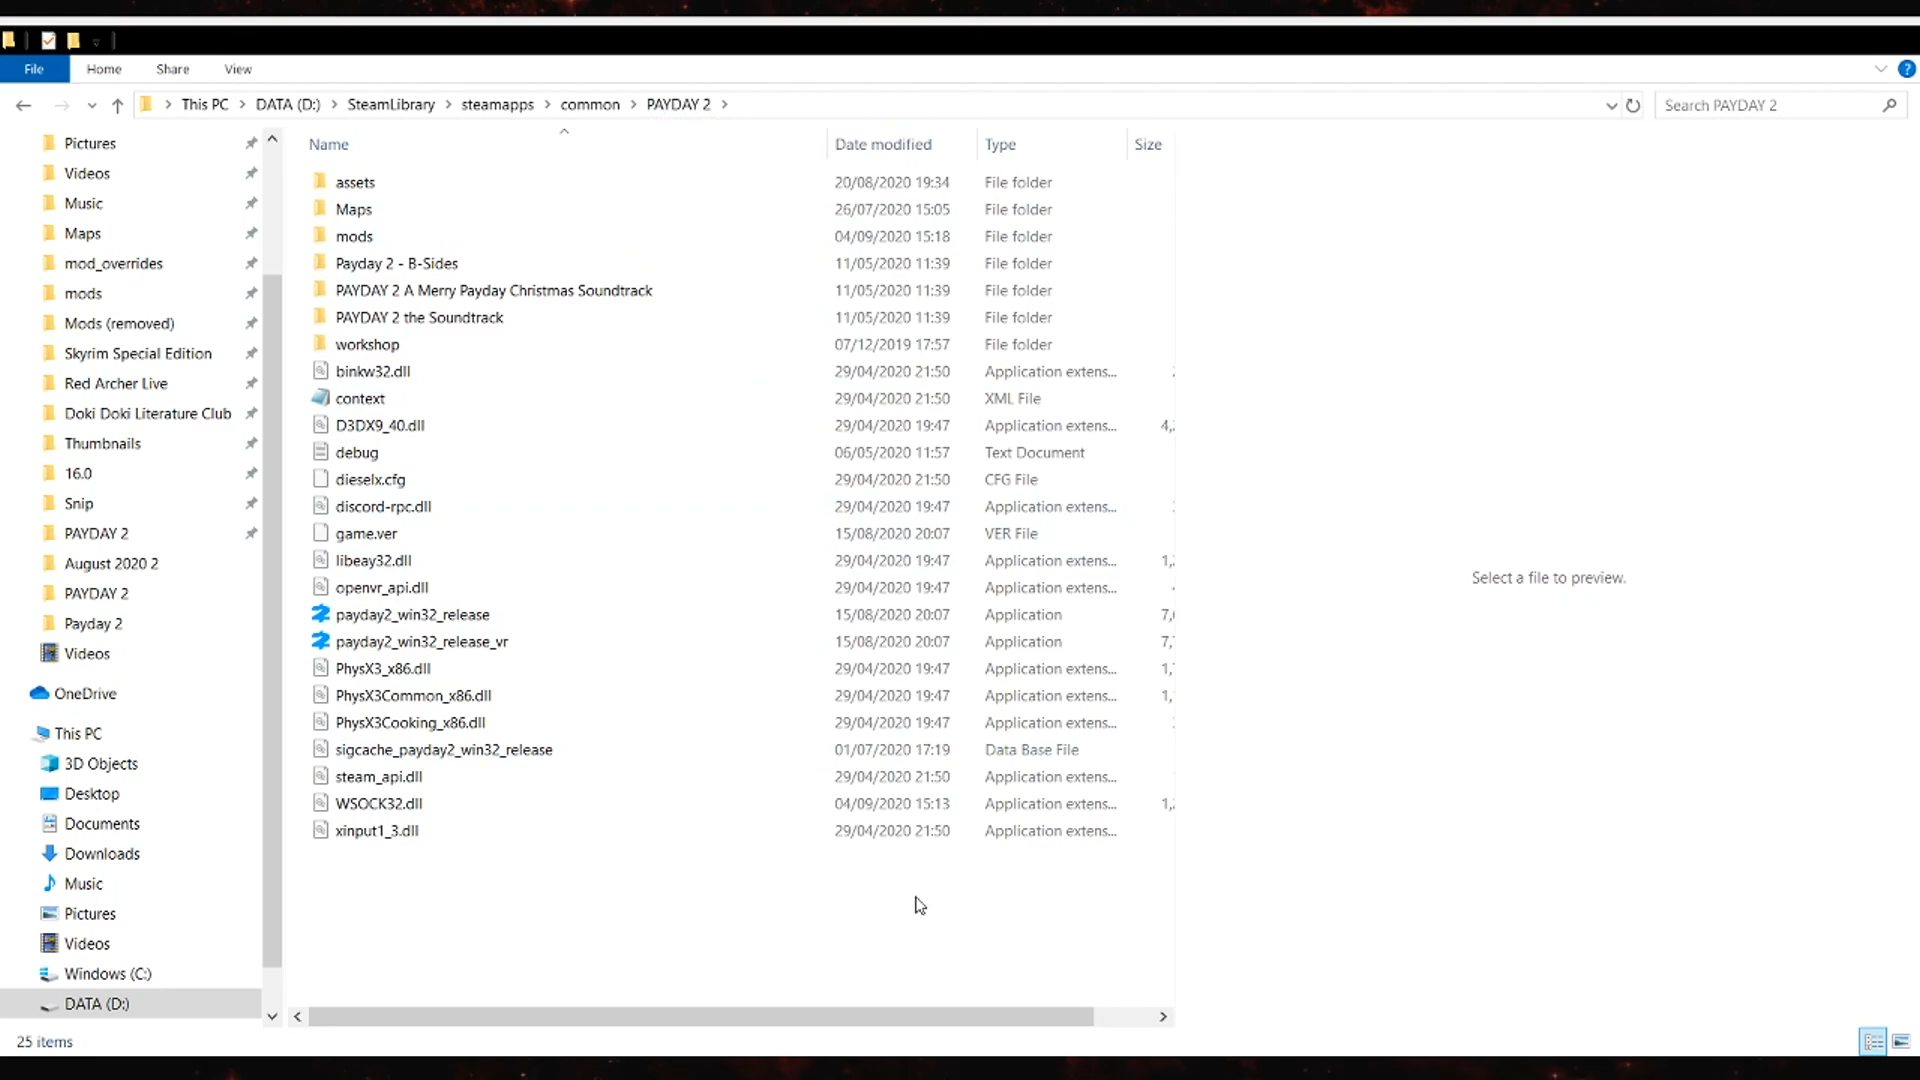 File Home Share View ?
This PC > DATA (D:) > SteamLibrary > steamapps > common > PAYDAY 2 > Search PAYDAY 2
Pictures
Videos
Music
Maps
mod_overrides
mods
Mods (removed)
Skyrim Special Edition
Red Archer Live
Doki Doki Literature Club
Thumbnails
16.0
Snip
PAYDAY 2
August 2020 2
PAYDAY 2
Payday 2
Videos
OneDrive
This PC
3D Objects
Desktop
Documents
Downloads
Music
Pictures
Videos
Windows (C:)
DATA (D:)
Name Date modified Type Size
assets 20/08/2020 19:34 File folder
Maps 26/07/2020 15:05 File folder
mods 04/09/2020 15:18 File folder
Payday 2 - B-Sides 11/05/2020 11:39 File folder
PAYDAY 2 A Merry Payday Christmas Soundtrack 11/05/2020 11:39 File folder
PAYDAY 2 the Soundtrack 11/05/2020 11:39 File folder
workshop 07/12/2019 17:57 File folder
binkw32.dll 29/04/2020 21:50 Application extens...
context 29/04/2020 21:50 XML File
D3DX9_40.dll 29/04/2020 19:47 Application extens... 4,
debug 06/05/2020 11:57 Text Document
dieselx.cfg 29/04/2020 21:50 CFG File
discord-rpc.dll 29/04/2020 19:47 Application extens...
game.ver 15/08/2020 20:07 VER File
libeay32.dll 29/04/2020 19:47 Application extens... 1,
openvr_api.dll 29/04/2020 19:47 Application extens...
payday2_win32_release 15/08/2020 20:07 Application 7,
payday2_win32_release_vr 15/08/2020 20:07 Application 7,
PhysX3_x86.dll 29/04/2020 19:47 Application extens... 1,
PhysX3Common_x86.dll 29/04/2020 19:47 Application extens... 1,
PhysX3Cooking_x86.dll 29/04/2020 19:47 Application extens...
sigcache_payday2_win32_release 01/07/2020 17:19 Data Base File
steam_api.dll 29/04/2020 21:50 Application extens...
WSOCK32.dll 04/09/2020 15:13 Application extens... 1,
xinput1_3.dll 29/04/2020 21:50 Application extens...
Select a file to preview.
25 items